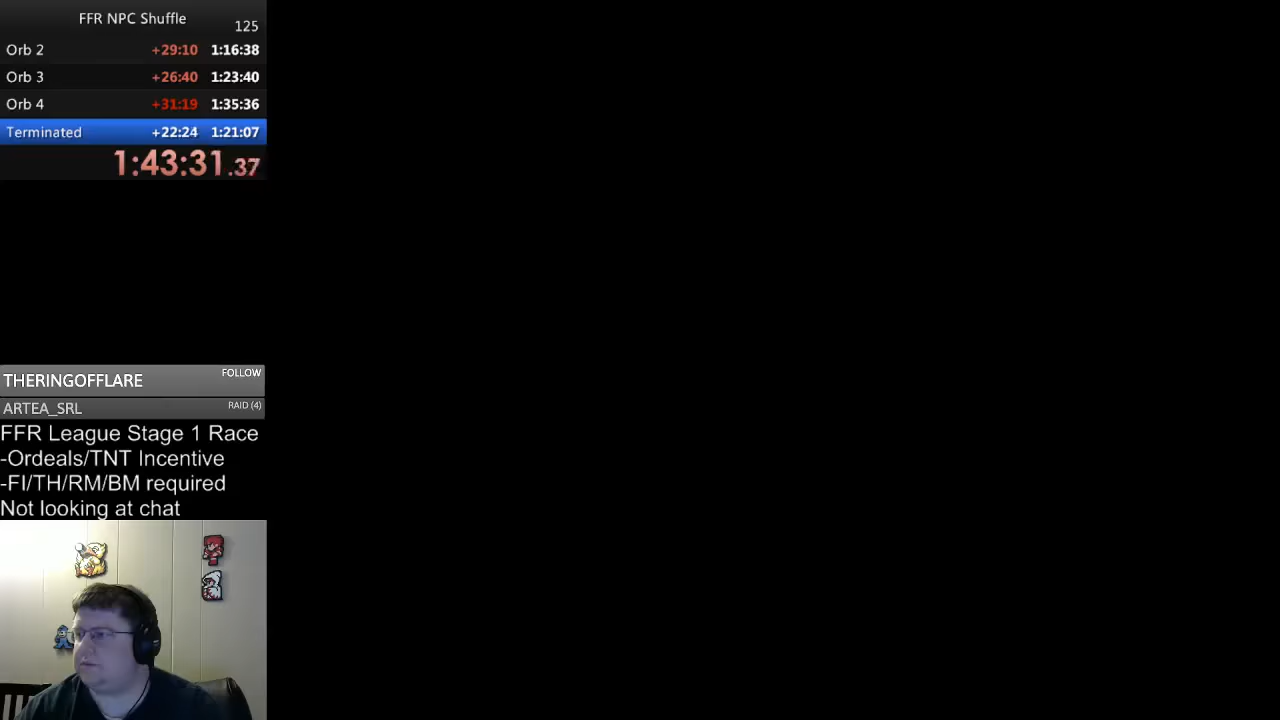 FFR NPC Shuffle
125
Orb 2 +29:10 1:16:38
Orb 3 +26:40 1:23:40
Orb 4 +31:19 1:35:36
Terminated +22:24 1:21:07
1:43:31.37
THERINGOFFLARE FOLLOW
ARTEA_SRL RAID (4)
FFR League Stage 1 Race
-Ordeals/TNT Incentive
-FI/TH/RM/BM required
Not looking at chat